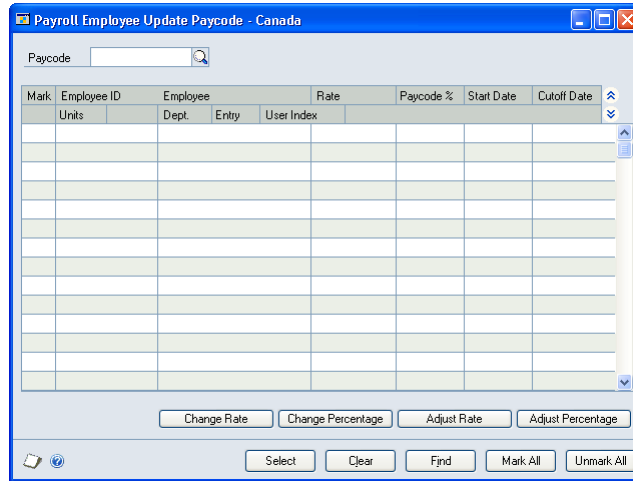 Payroll Employee Update Paycode - Canada
Paycode
Mark Employee ID Employee Rate Paycode % Start Date Cutoff Date
Units Dept. Entry User Index
Change Rate Change Percentage Adjust Rate Adjust Percentage
Select Clear Find Mark All Unmark All